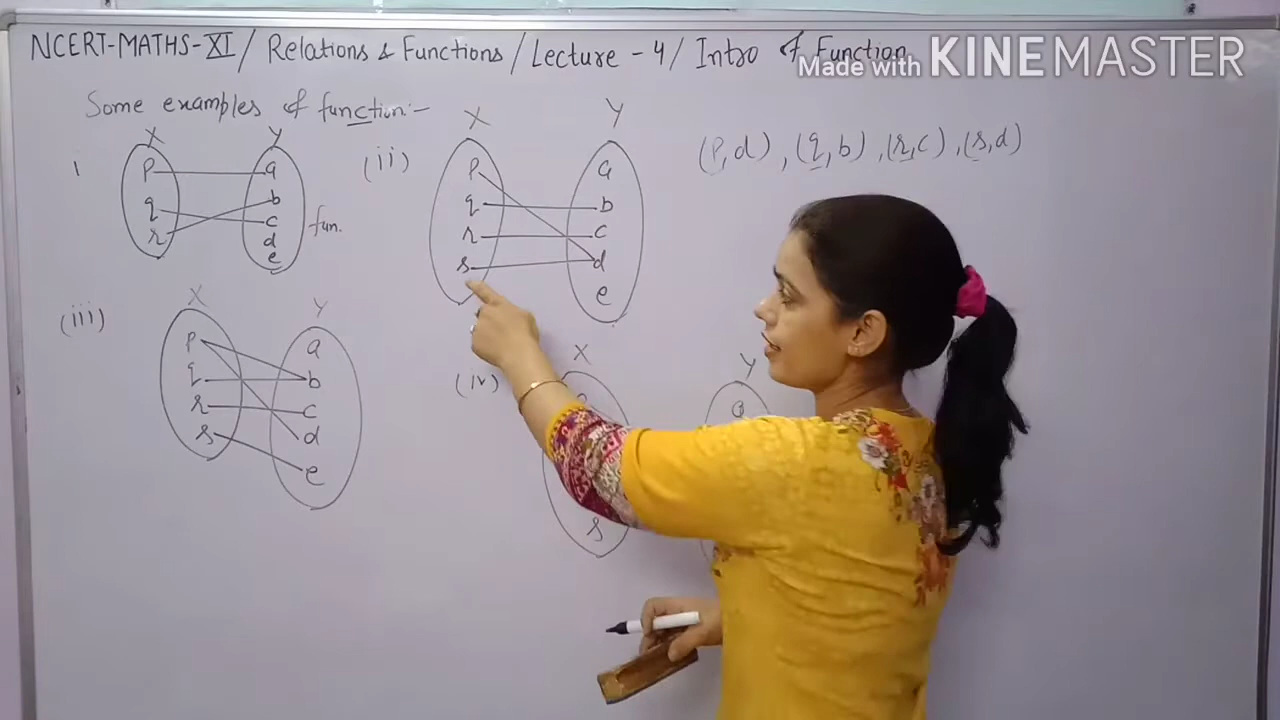 NCERT-MATHS-XI / Relations & Functions / Lecture - 4 / Intro of Function
Made with KINEMASTER
Some examples of function:-
i
X Y
p a
q b
r c
d
e
fun.
(ii)
X Y
p a
q b
r c
s d
e
(p,d), (q,b), (r,c), (s,d)
(iii)
X Y
p a
q b
r c
s d
e
(iv)
X Y
a
s